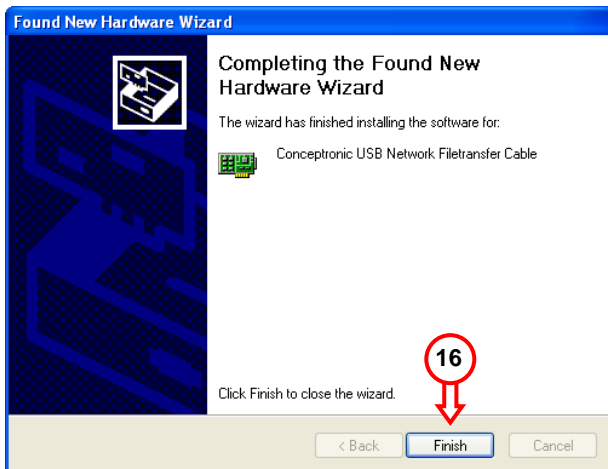 Found New Hardware Wizard
Completing the Found New
Hardware Wizard
The wizard has finished installing the software for:
Conceptronic USB Network Filetransfer Cable
16
Click Finish to close the wizard.
< Back
Finish
Cancel